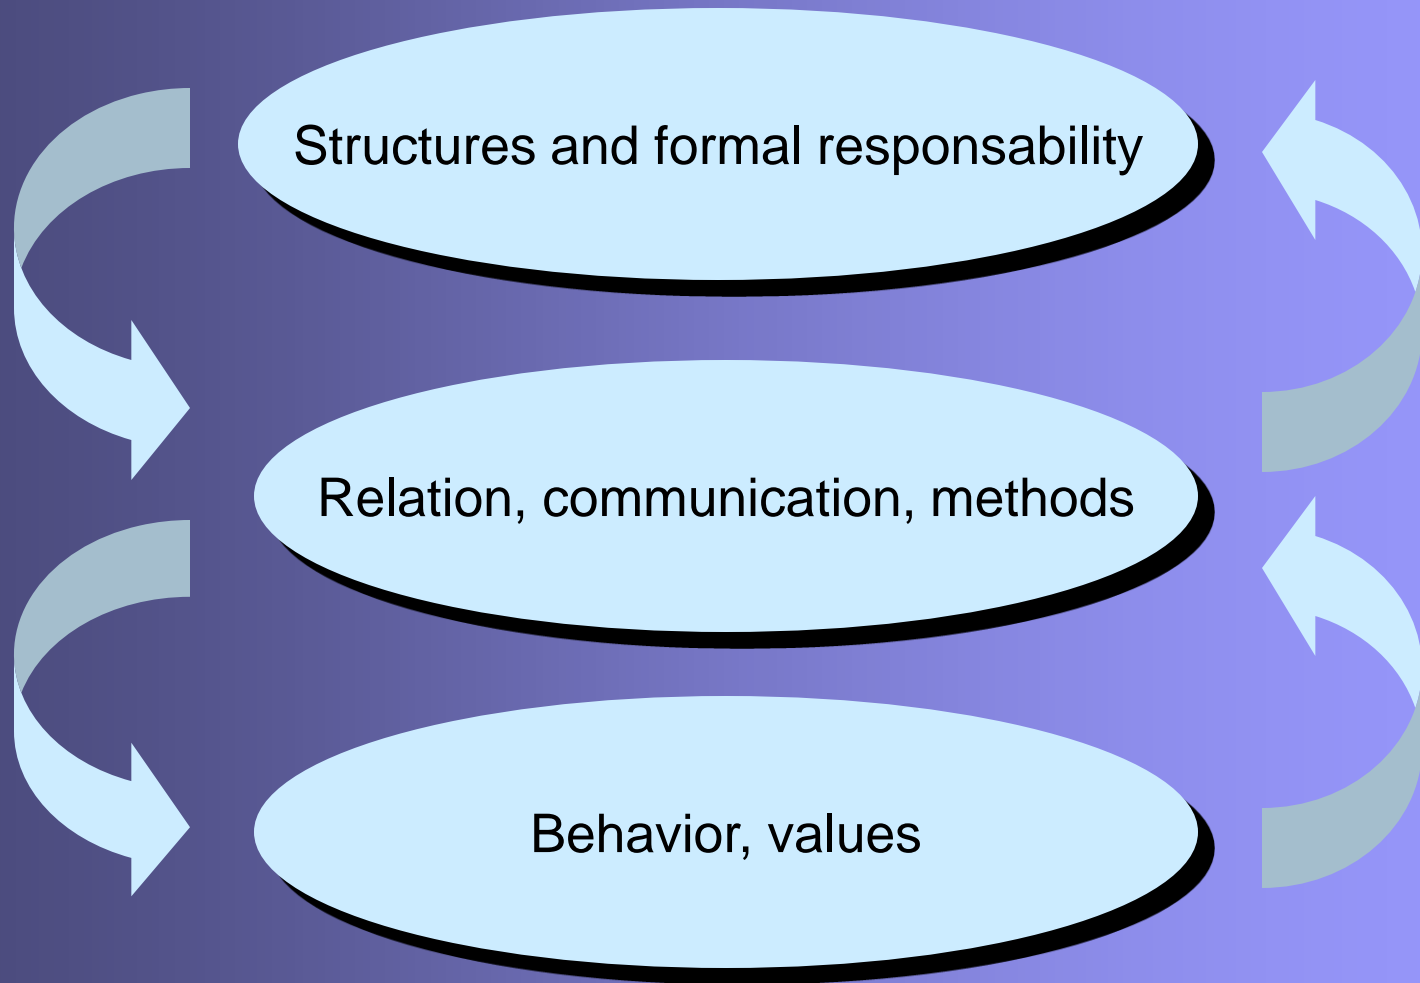 Structures and formal responsability
Relation, communication, methods
Behavior, values